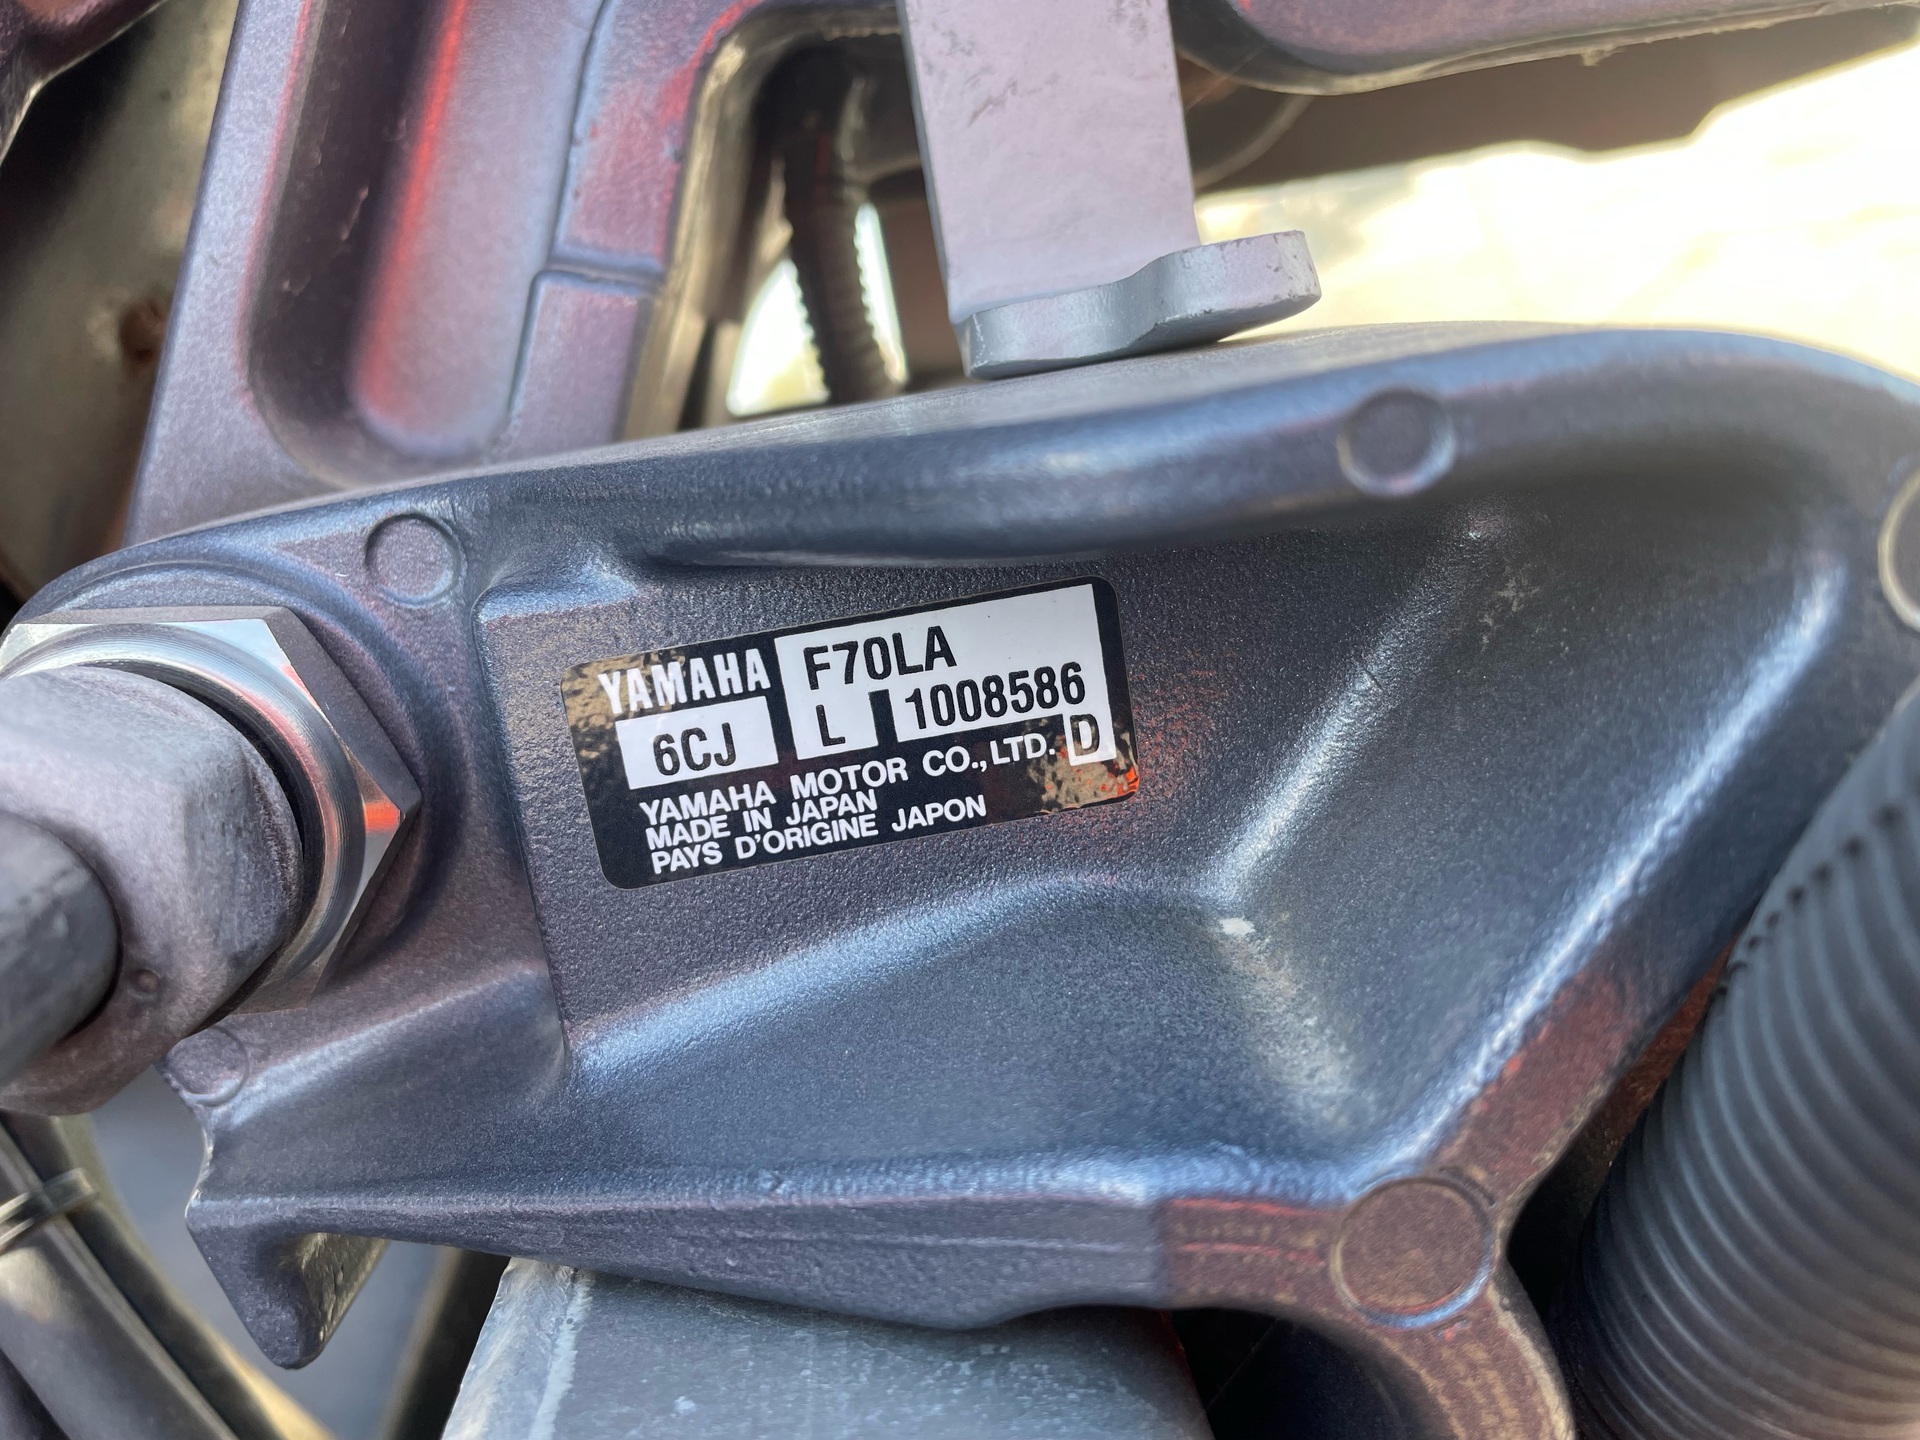 YAMAHA F70LA
6CJ L 1008586
YAMAHA MOTOR CO., LTD. D
MADE IN JAPAN
PAYS D'ORIGINE JAPON